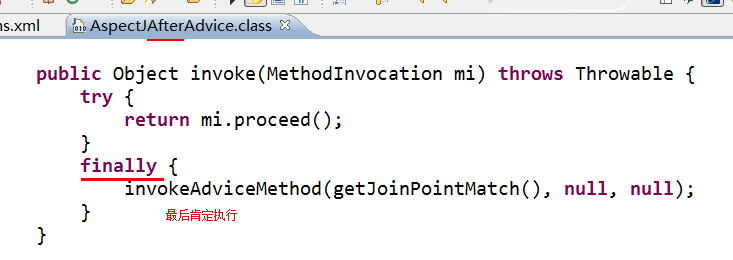 ns.xml
AspectJAfterAdvice.class
public Object invoke(MethodInvocation mi) throws Throwable {
try {
return mi.proceed();
}
finally {
invokeAdviceMethod(getJoinPointMatch(), null, null);
}
最后肯定执行
}